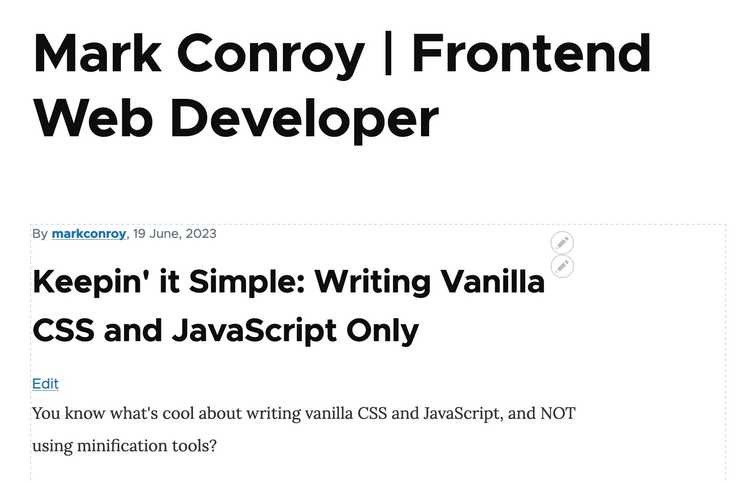 Mark Conroy | Frontend
Web Developer
By markconroy, 19 June, 2023
Keepin' it Simple: Writing Vanilla
CSS and JavaScript Only
Edit
You know what's cool about writing vanilla CSS and JavaScript, and NOT
using minification tools?